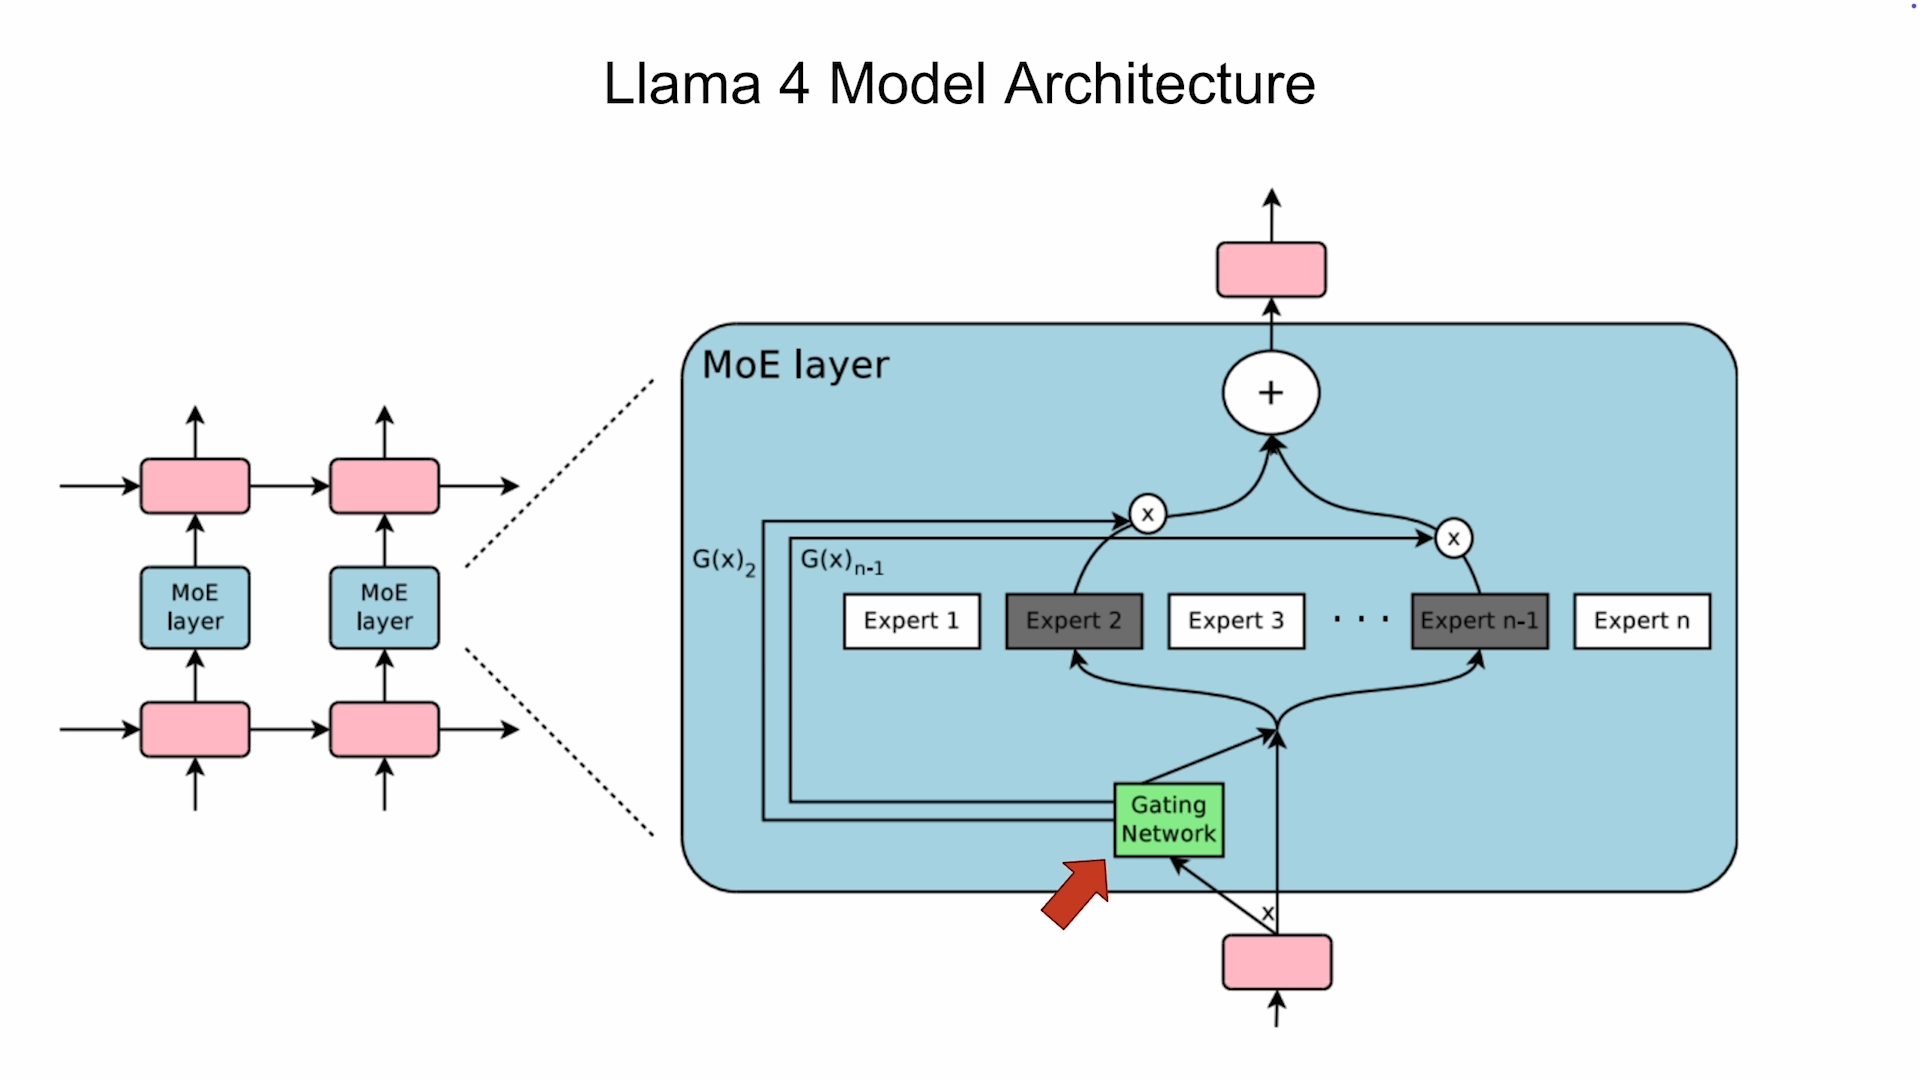 Llama 4 Model Architecture
MoE layer
+
x
x
G(x)2
G(x)n-1
MoE
layer
MoE
layer
Expert 1
Expert 2
Expert 3
. . .
Expert n-1
Expert n
Gating
Network
x